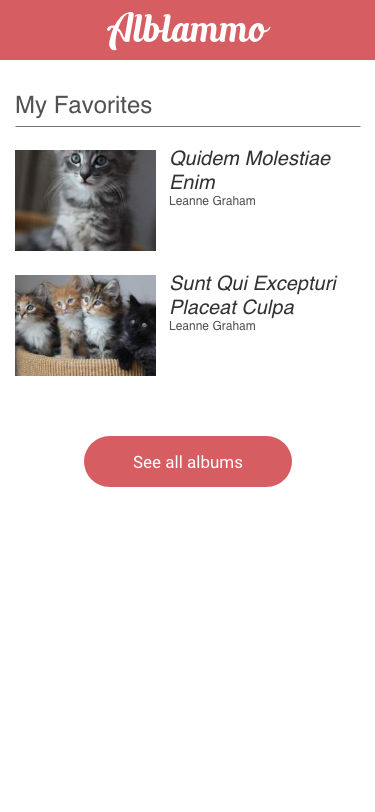 Alblammo
My Favorites
Quidem Molestiae
Enim
Leanne Graham
Sunt Qui Excepturi
Placeat Culpa
Leanne Graham
See all albums